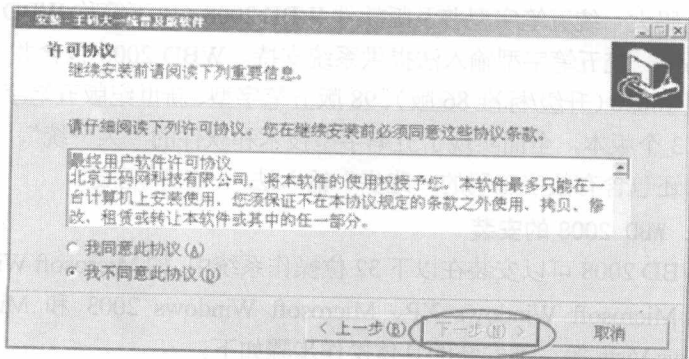 安装 王码大一统普及版软件
许可协议
继续安装前请阅读下列重要信息。
请仔细阅读下列许可协议。您在继续安装前必须同意这些协议条款。
最终用户软件许可协议
北京王码网科技有限公司，将本软件的使用权授予您。本软件最多只能在一
台计算机上安装使用，您须保证不在本协议规定的条款之外使用、拷贝、修
改、租赁或转让本软件或其中的任一部分。
我同意此协议(A)
我不同意此协议(D)
< 上一步(B)
下一步(N) >
取消